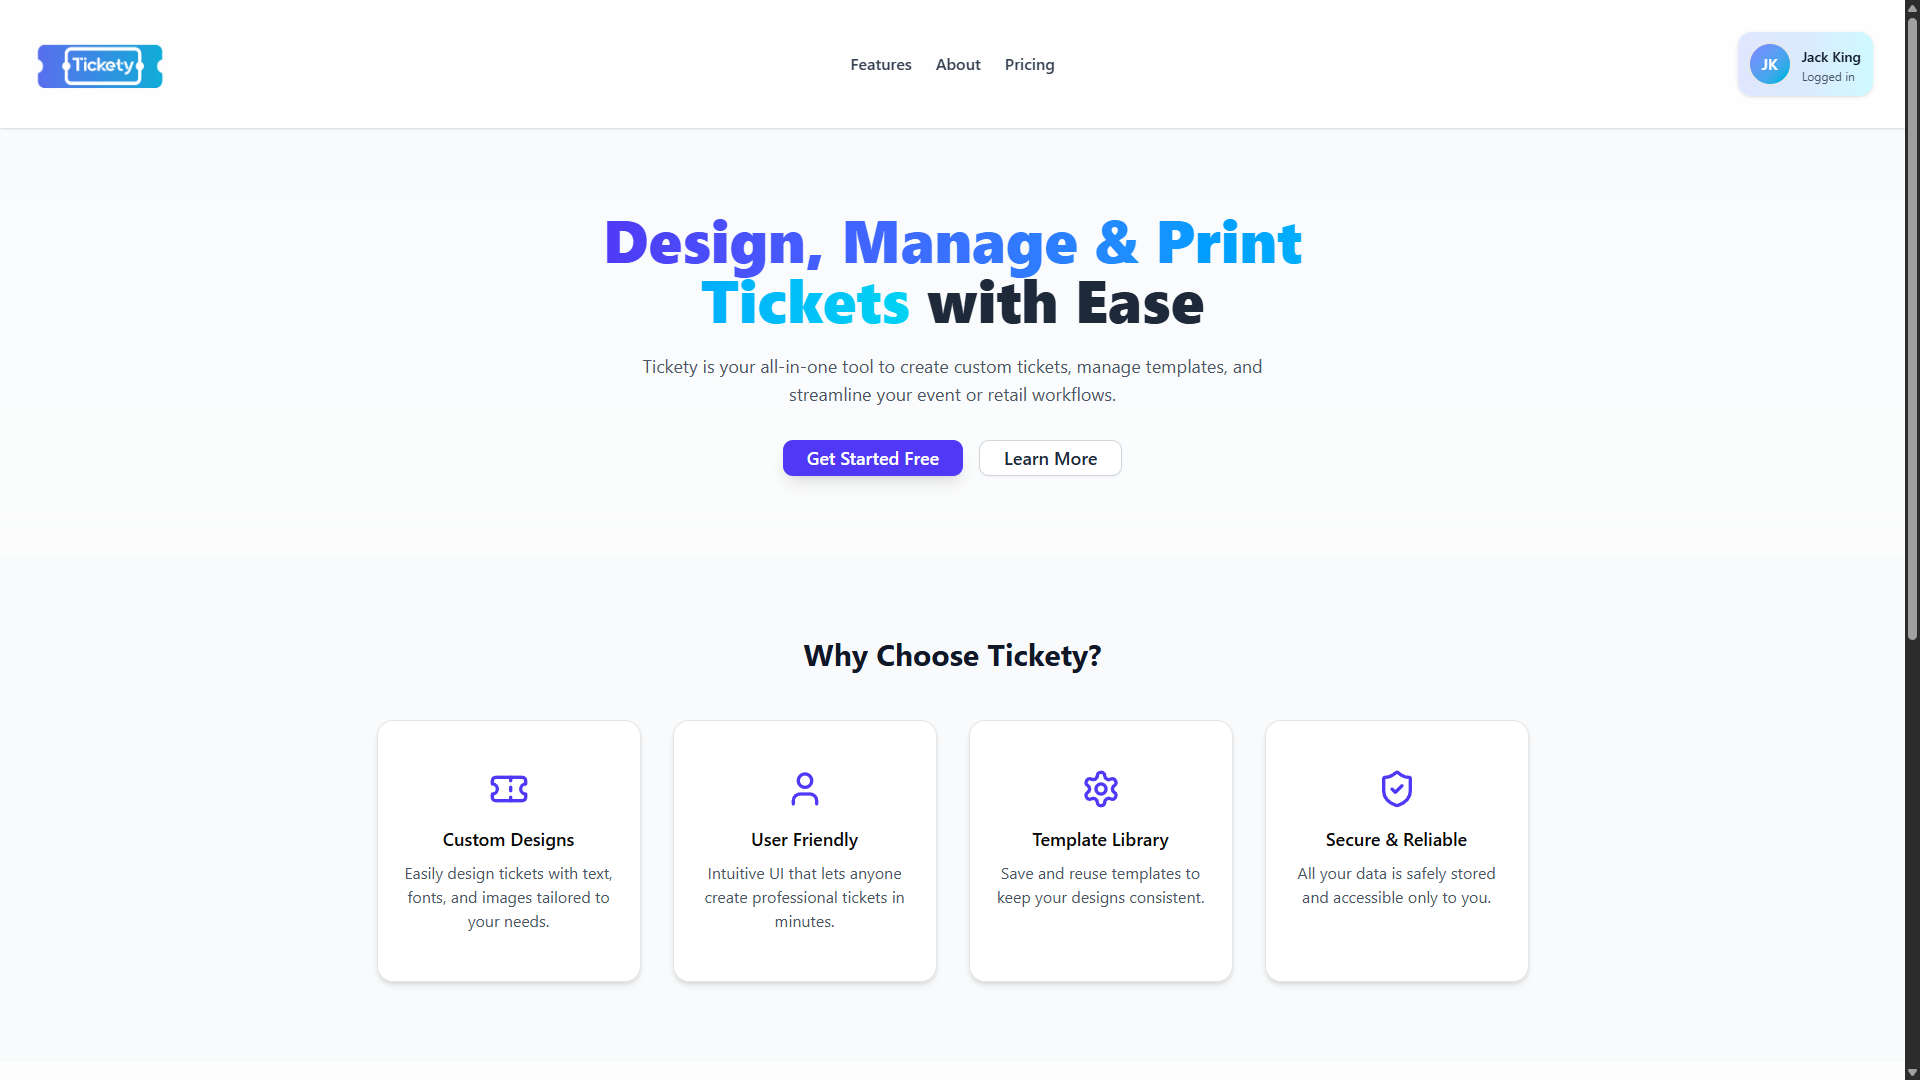 Tickety
Features
About
Pricing
JK
Jack King
Logged in
Design, Manage & Print
Tickets with Ease
Tickety is your all-in-one tool to create custom tickets, manage templates, and
streamline your event or retail workflows.
Get Started Free
Learn More
Why Choose Tickety?
Custom Designs
Easily design tickets with text,
fonts, and images tailored to
your needs.
User Friendly
Intuitive UI that lets anyone
create professional tickets in
minutes.
Template Library
Save and reuse templates to
keep your designs consistent.
Secure & Reliable
All your data is safely stored
and accessible only to you.